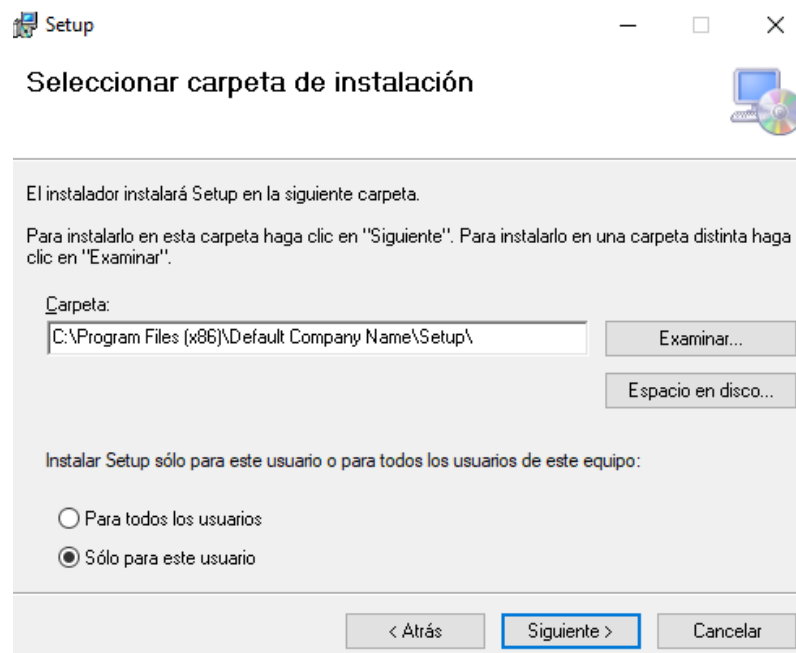 Setup
Seleccionar carpeta de instalación
El instalador instalará Setup en la siguiente carpeta.
Para instalarlo en esta carpeta haga clic en "Siguiente". Para instalarlo en una carpeta distinta haga
clic en "Examinar".
Carpeta:
C:\Program Files (x86)\Default Company Name\Setup\
Examinar...
Espacio en disco...
Instalar Setup sólo para este usuario o para todos los usuarios de este equipo:
Para todos los usuarios
Sólo para este usuario
< Atrás
Siguiente >
Cancelar